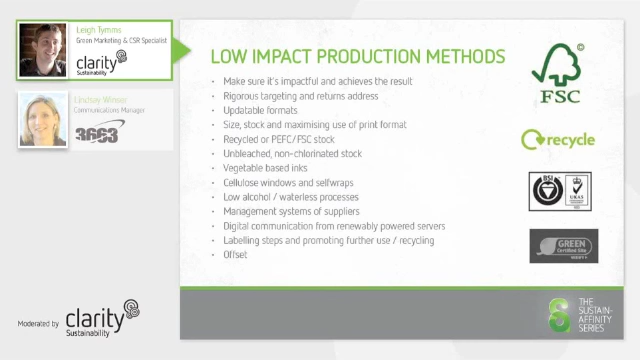 Leigh Tymms
Green Marketing & CSR Specialist
clarity
Sustainability
Lindsey Winser
Communications Manager
3663
LOW IMPACT PRODUCTION METHODS
• Make sure it's impactful and achieves the result
• Rigorous targeting and returns address
• Updatable formats
• Size, stock and maximising use of print format
• Recycled or PEFC/FSC stock
• Unbleached, non-chlorinated stock
• Vegetable based inks
• Cellulose windows and selfwraps
• Low alcohol / waterless processes
• Management systems of suppliers
• Digital communication from renewably powered servers
• Labelling steps and promoting further use / recycling
• Offset
©
FSC
recycle
BSI
UKAS
GREEN
Certified Site
Moderated by
clarity
Sustainability
THE
SUSTAIN-
AFFINITY
SERIES